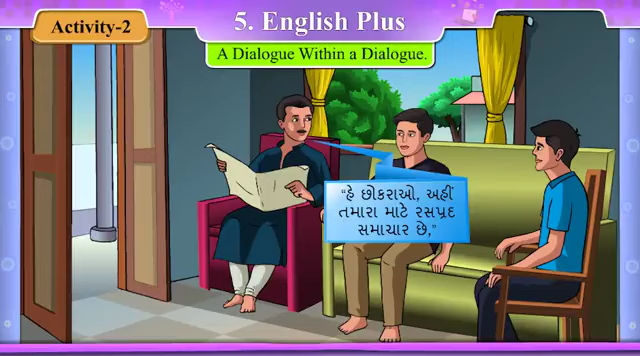 Activity-2
5. English Plus
A Dialogue Within a Dialogue.
"હે છોકરાઓ, અહીં
તમારા માટે રસપ્રદ
સમાચાર છે,"